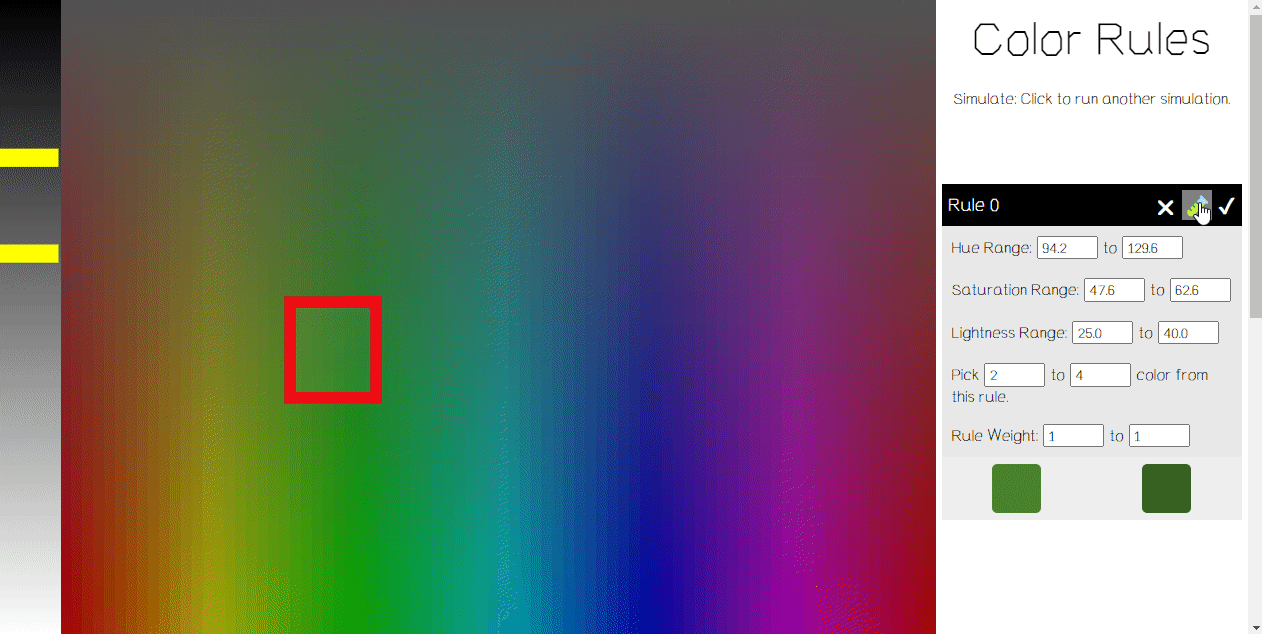 Color Rules
Simulate: Click to run another simulation.
Rule 0
Hue Range: 94.2 to 129.6
Saturation Range: 47.6 to 62.6
Lightness Range: 25.0 to 40.0
Pick 2 to 4 color from
this rule.
Rule Weight: 1 to 1